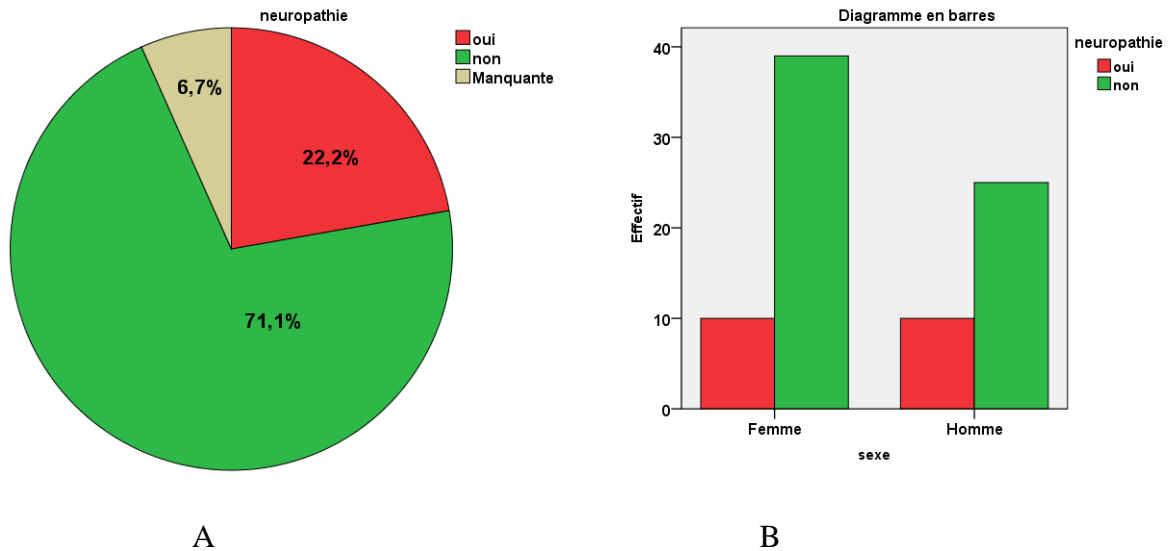 neuropathie
oui
non
Manquante
6,7%
22,2%
71,1%
A
Diagramme en barres
neuropathie
oui
non
Effectif
40
30
20
10
0
Femme
Homme
sexe
B